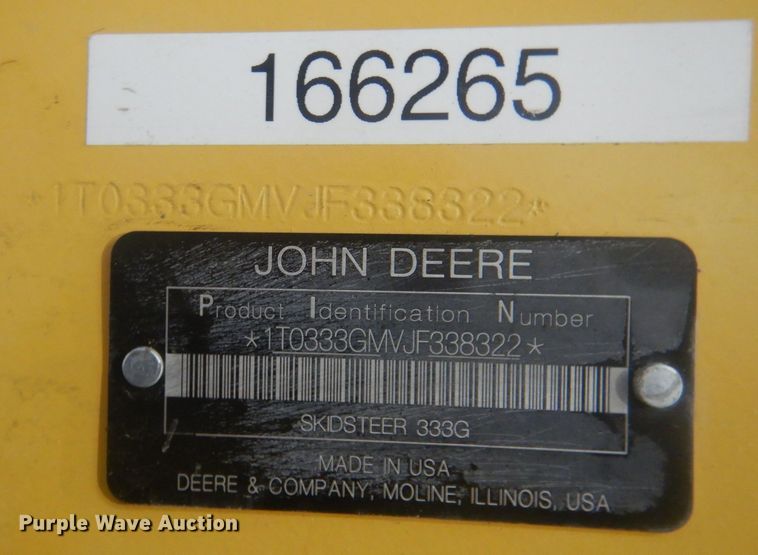 166265
*1T0333GMVJF338322*
JOHN DEERE
Product Identification Number
*1T0333GMVJF338322*
SKIDSTEER 333G
MADE IN USA
DEERE & COMPANY, MOLINE, ILLINOIS, USA
Purple Wave Auction